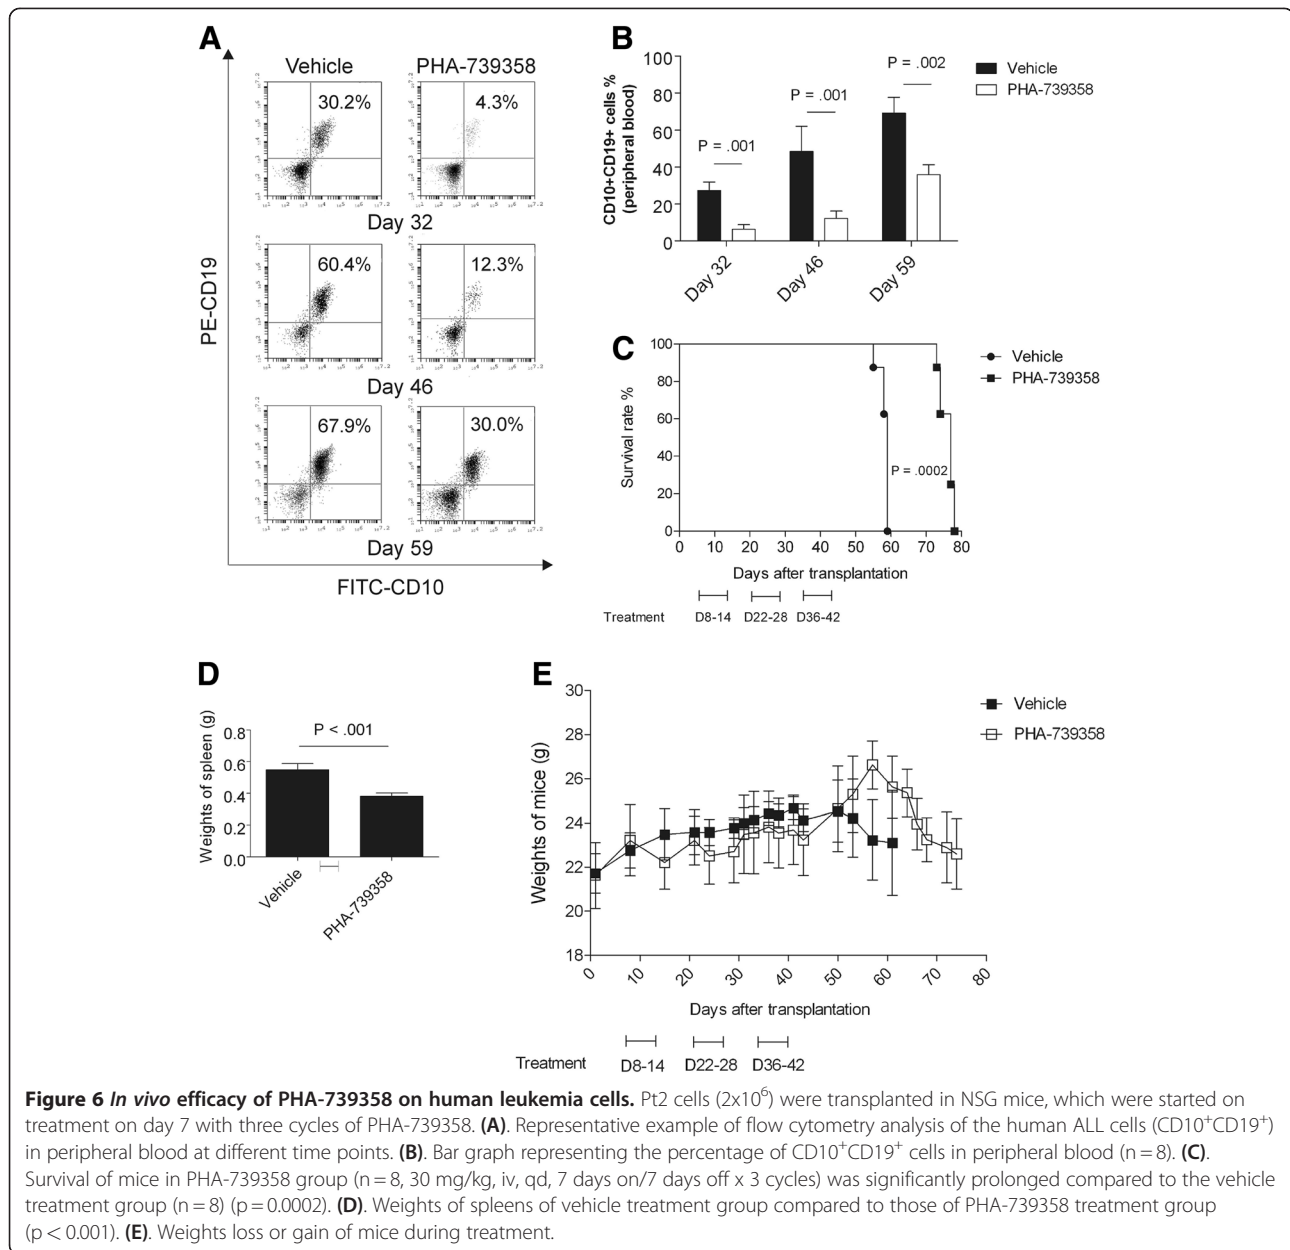 A
Vehicle PHA-739358
30.2% 4.3%
Day 32
60.4% 12.3%
Day 46
67.9% 30.0%
Day 59
PE-CD19
FITC-CD10
B
CD10+CD19+ cells %
(peripheral blood)
100
80
60
40
20
0
P = .001
P = .001
P = .002
Vehicle
PHA-739358
Day 32
Day 46
Day 59
C
Survival rate %
100
80
60
40
20
0
P = .0002
Vehicle
PHA-739358
0 10 20 30 40 50 60 70 80
Days after transplantation
Treatment D8-14 D22-28 D36-42
D
Weights of spleen (g)
0.8
0.6
0.4
0.2
0.0
P < .001
Vehicle
PHA-739358
E
Weights of mice (g)
30
28
26
24
22
20
18
Vehicle
PHA-739358
0 10 20 30 40 50 60 70 80
Days after transplantation
Treatment D8-14 D22-28 D36-42
Figure 6 In vivo efficacy of PHA-739358 on human leukemia cells. Pt2 cells (2x10⁶) were transplanted in NSG mice, which were started on
treatment on day 7 with three cycles of PHA-739358. (A). Representative example of flow cytometry analysis of the human ALL cells (CD10⁺CD19⁺)
in peripheral blood at different time points. (B). Bar graph representing the percentage of CD10⁺CD19⁺ cells in peripheral blood (n = 8). (C).
Survival of mice in PHA-739358 group (n = 8, 30 mg/kg, iv, qd, 7 days on/7 days off x 3 cycles) was significantly prolonged compared to the vehicle
treatment group (n = 8) (p = 0.0002). (D). Weights of spleens of vehicle treatment group compared to those of PHA-739358 treatment group
(p < 0.001). (E). Weights loss or gain of mice during treatment.